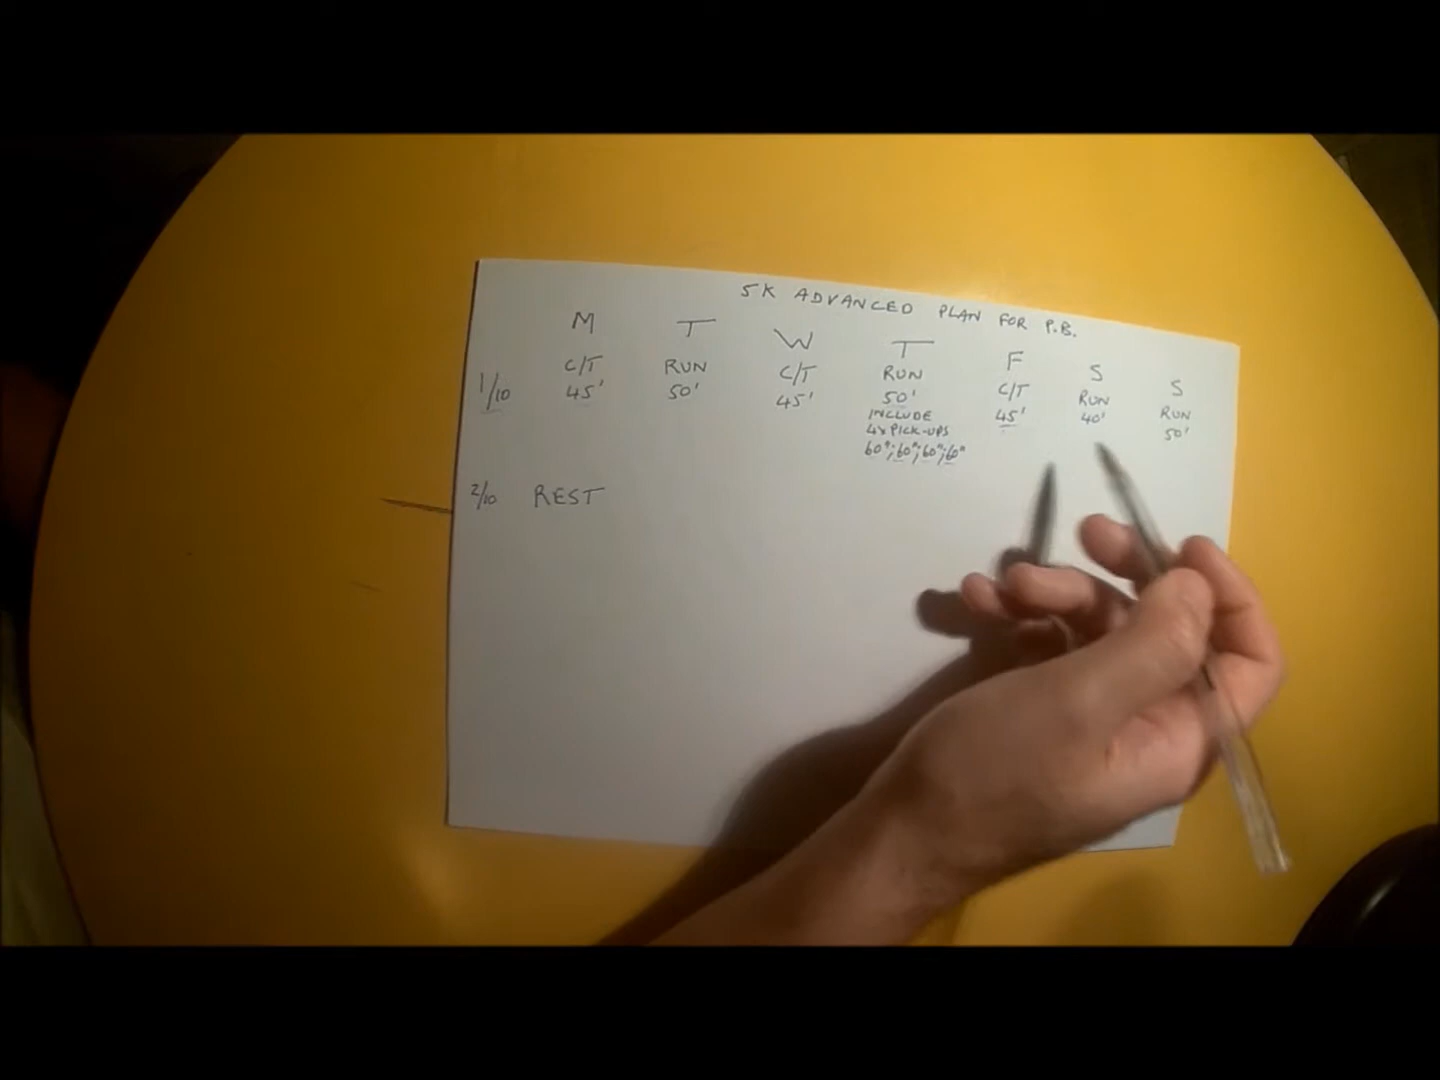 5K ADVANCED PLAN FOR P.B.
M T W T F S S
1/10 C/T RUN C/T RUN C/T RUN RUN
45' 50' 45' 50' 45' 40' 50'
INCLUDE
4x PICK-UPS
60"; 60"; 60"; 60"
2/10 REST